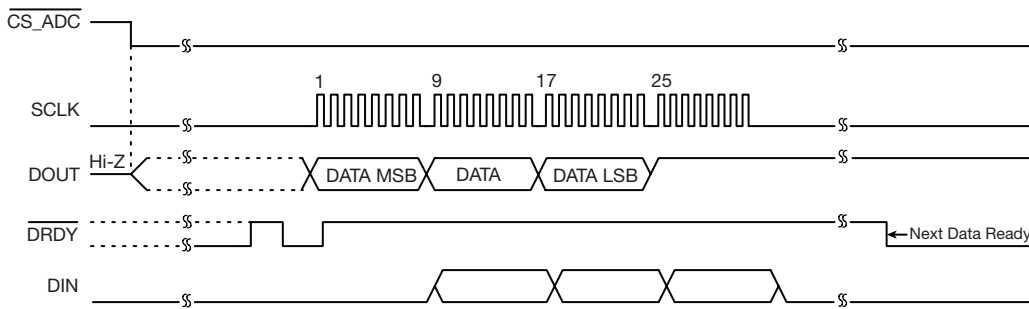 CS_ADC
1 9 17 25
SCLK
Hi-Z
DOUT DATA MSB DATA DATA LSB
DRDY Next Data Ready
DIN